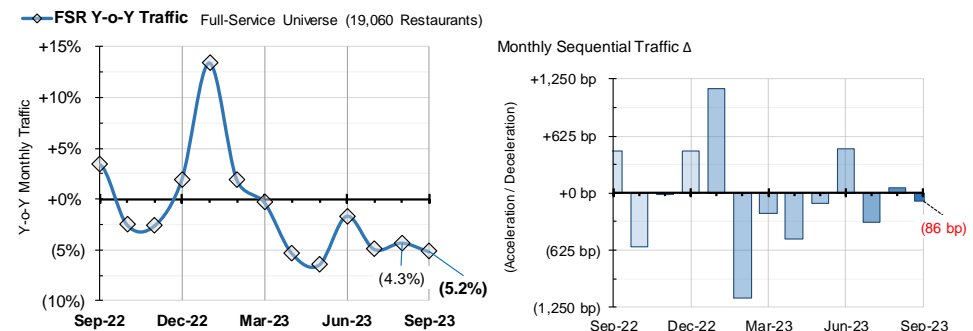 FSR Y-o-Y Traffic Full-Service Universe (19,060 Restaurants)
Y-o-Y Monthly Traffic
+15%
+10%
+5%
+0%
(5%)
(10%)
(4.3%)
(5.2%)
Sep-22 Dec-22 Mar-23 Jun-23 Sep-23
Monthly Sequential Traffic Δ
(Acceleration / Deceleration)
+1,250 bp
+625 bp
+0 bp
(625 bp)
(1,250 bp)
(86 bp)
Sep-22 Dec-22 Mar-23 Jun-23 Sep-23